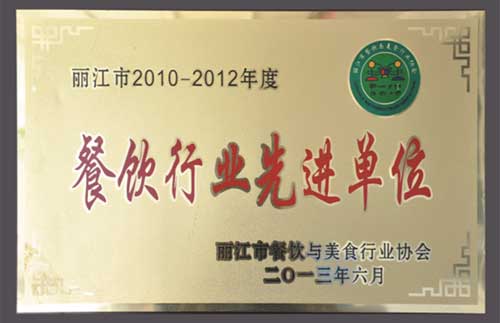 丽江市2010-2012年度
餐饮行业先进单位
丽江市餐饮与美食行业协会
二〇一三年六月